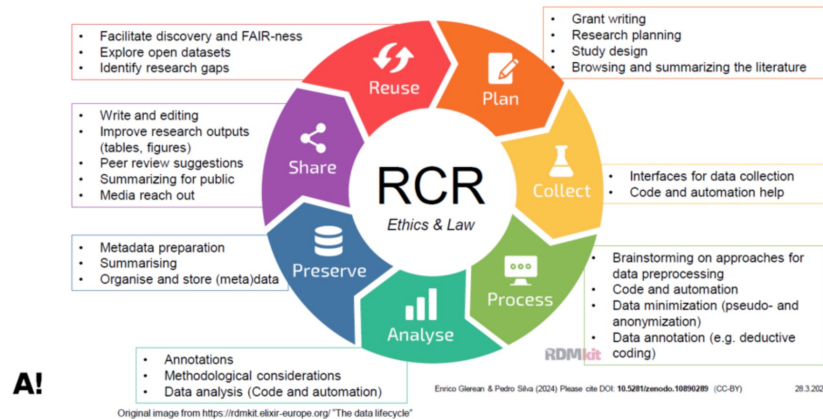 Facilitate discovery and FAIR-ness
Explore open datasets
Identify research gaps
Grant writing
Research planning
Study design
Browsing and summarizing the literature
Reuse
Plan
Write and editing
Improve research outputs
(tables, figures)
Peer review suggestions
Summarizing for public
Media reach out
Share
RCR
Ethics & Law
Collect
Interfaces for data collection
Code and automation help
Metadata preparation
Summarising
Organise and store (meta)data
Preserve
Analyse
Process
Brainstorming on approaches for
data preprocessing
Code and automation
Data minimization (pseudo- and
anonymization)
Data annotation (e.g. deductive
coding)
RDMkit
Annotations
Methodological considerations
Data analysis (Code and automation)
A!
Enrico Glerean & Pedro Silva (2024) Please cite DOI: 10.5281/zenodo.10890289 (CC-BY)
28.3.202
Original image from https://rdmkit.elixir-europe.org/ "The data lifecycle"